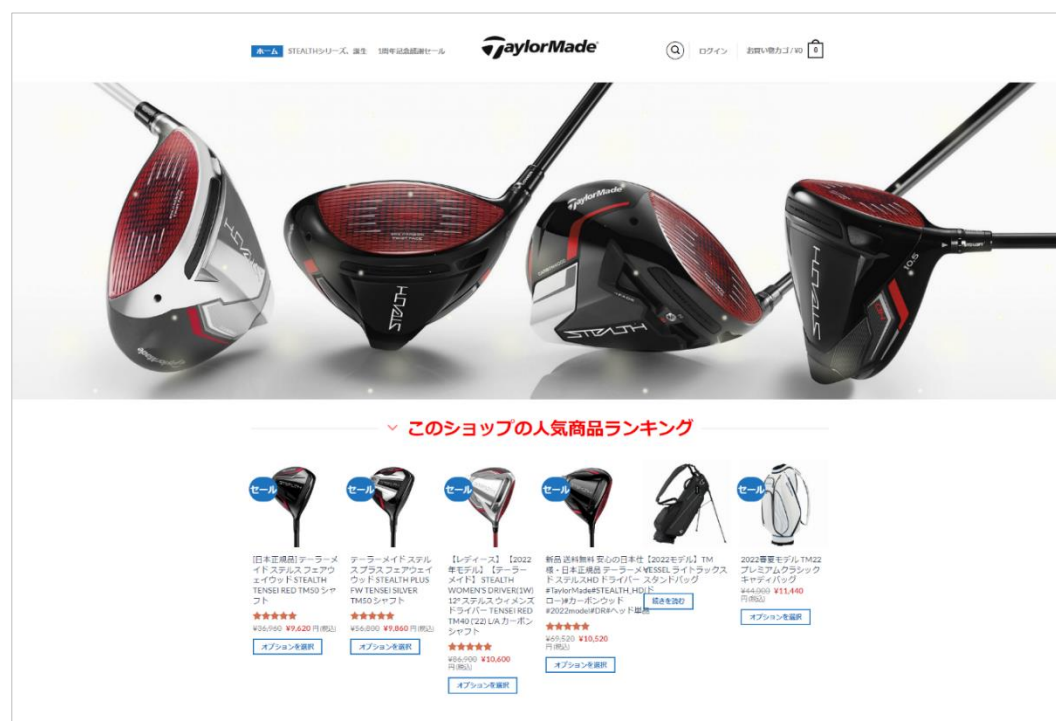 ホーム STEALTHシリーズ、誕生 1周年記念感謝セール
TaylorMade
ログイン お買い物カゴ / ¥0 0
TaylorMade
STEALTH
STEALTH
STEALTH
STEALTH
10.5
このショップの人気商品ランキング
セール
[日本正規品] テーラーメ
イド ステルス フェアウ
ェイウッド STEALTH
TENSEI RED TM50 シャ
フト
¥36,960 ¥9,620 円(税込)
オプションを選択
セール
テーラーメイド ステル
ス プラス フェアウェイ
ウッド STEALTH PLUS
FW TENSEI SILVER
TM50 シャフト
¥56,800 ¥9,860 円(税込)
オプションを選択
セール
【レディース】【2022
年モデル】【テーラー
メイド】 STEALTH
WOMEN'S DRIVER(1W)
12° ステルス ウィメンズ
ドライバー TENSEI RED
TM40 ('22) L/A カーボン
シャフト
¥86,900 ¥10,600
円(税込)
オプションを選択
セール
新品 送料無料 安心の日本仕
様・日本正規品 テーラーメイ
ド ステルスHD ドライバー
#TaylorMade#STEALTH_HD(ド
ロー)#カーボンウッド
#2022model#DR#ヘッド単品
¥69,520 ¥10,520
円(税込)
オプションを選択
【2022モデル】TM
VESSEL ライトラックス
スタンドバッグ
続きを読む
セール
2022春夏モデル TM22
プレミアムクラシック
キャディバッグ
¥44,000 ¥11,440
円(税込)
オプションを選択